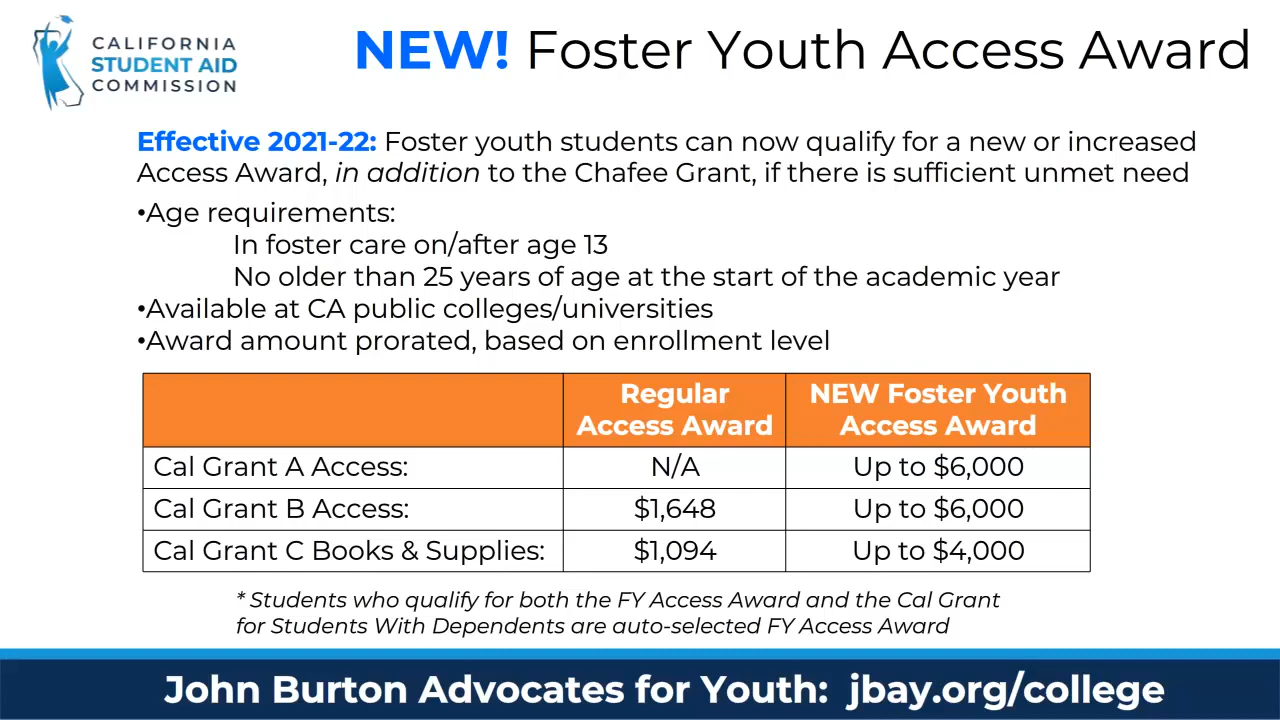 CALIFORNIA
STUDENT AID
COMMISSION
NEW! Foster Youth Access Award
Effective 2021-22: Foster youth students can now qualify for a new or increased
Access Award, in addition to the Chafee Grant, if there is sufficient unmet need
•Age requirements:
In foster care on/after age 13
No older than 25 years of age at the start of the academic year
•Available at CA public colleges/universities
•Award amount prorated, based on enrollment level
Regular
Access Award
NEW Foster Youth
Access Award
Cal Grant A Access: N/A Up to $6,000
Cal Grant B Access: $1,648 Up to $6,000
Cal Grant C Books & Supplies: $1,094 Up to $4,000
* Students who qualify for both the FY Access Award and the Cal Grant
for Students With Dependents are auto-selected FY Access Award
John Burton Advocates for Youth: jbay.org/college